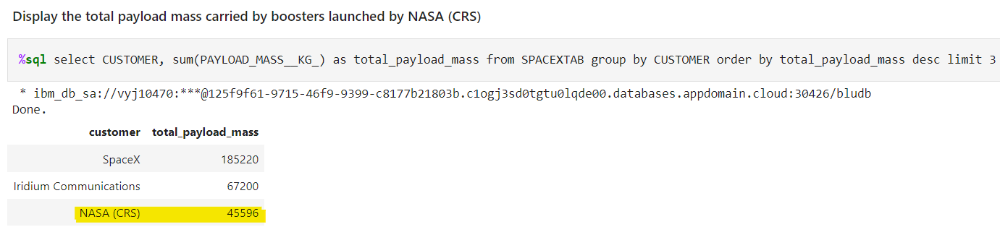 Display the total payload mass carried by boosters launched by NASA (CRS)
%sql select CUSTOMER, sum(PAYLOAD_MASS__KG_) as total_payload_mass from SPACEXTAB group by CUSTOMER order by total_payload_mass desc limit 3
* ibm_db_sa://vyj10470:***@125f9f61-9715-46f9-9399-c8177b21803b.c1ogj3sd0tgtu0lqde00.databases.appdomain.cloud:30426/bludb
Done.
customer total_payload_mass
SpaceX 185220
Iridium Communications 67200
NASA (CRS) 45596